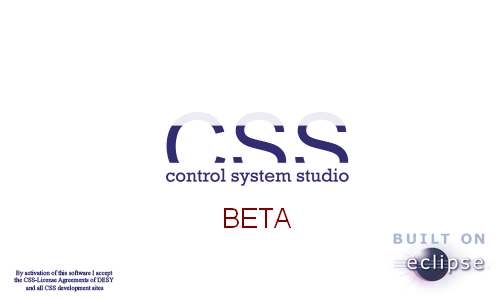 CSS
control system studio
BETA
BUILT ON
eclipse
By activation of this software I accept
the CSS-License Agreements of DESY
and all CSS development sites